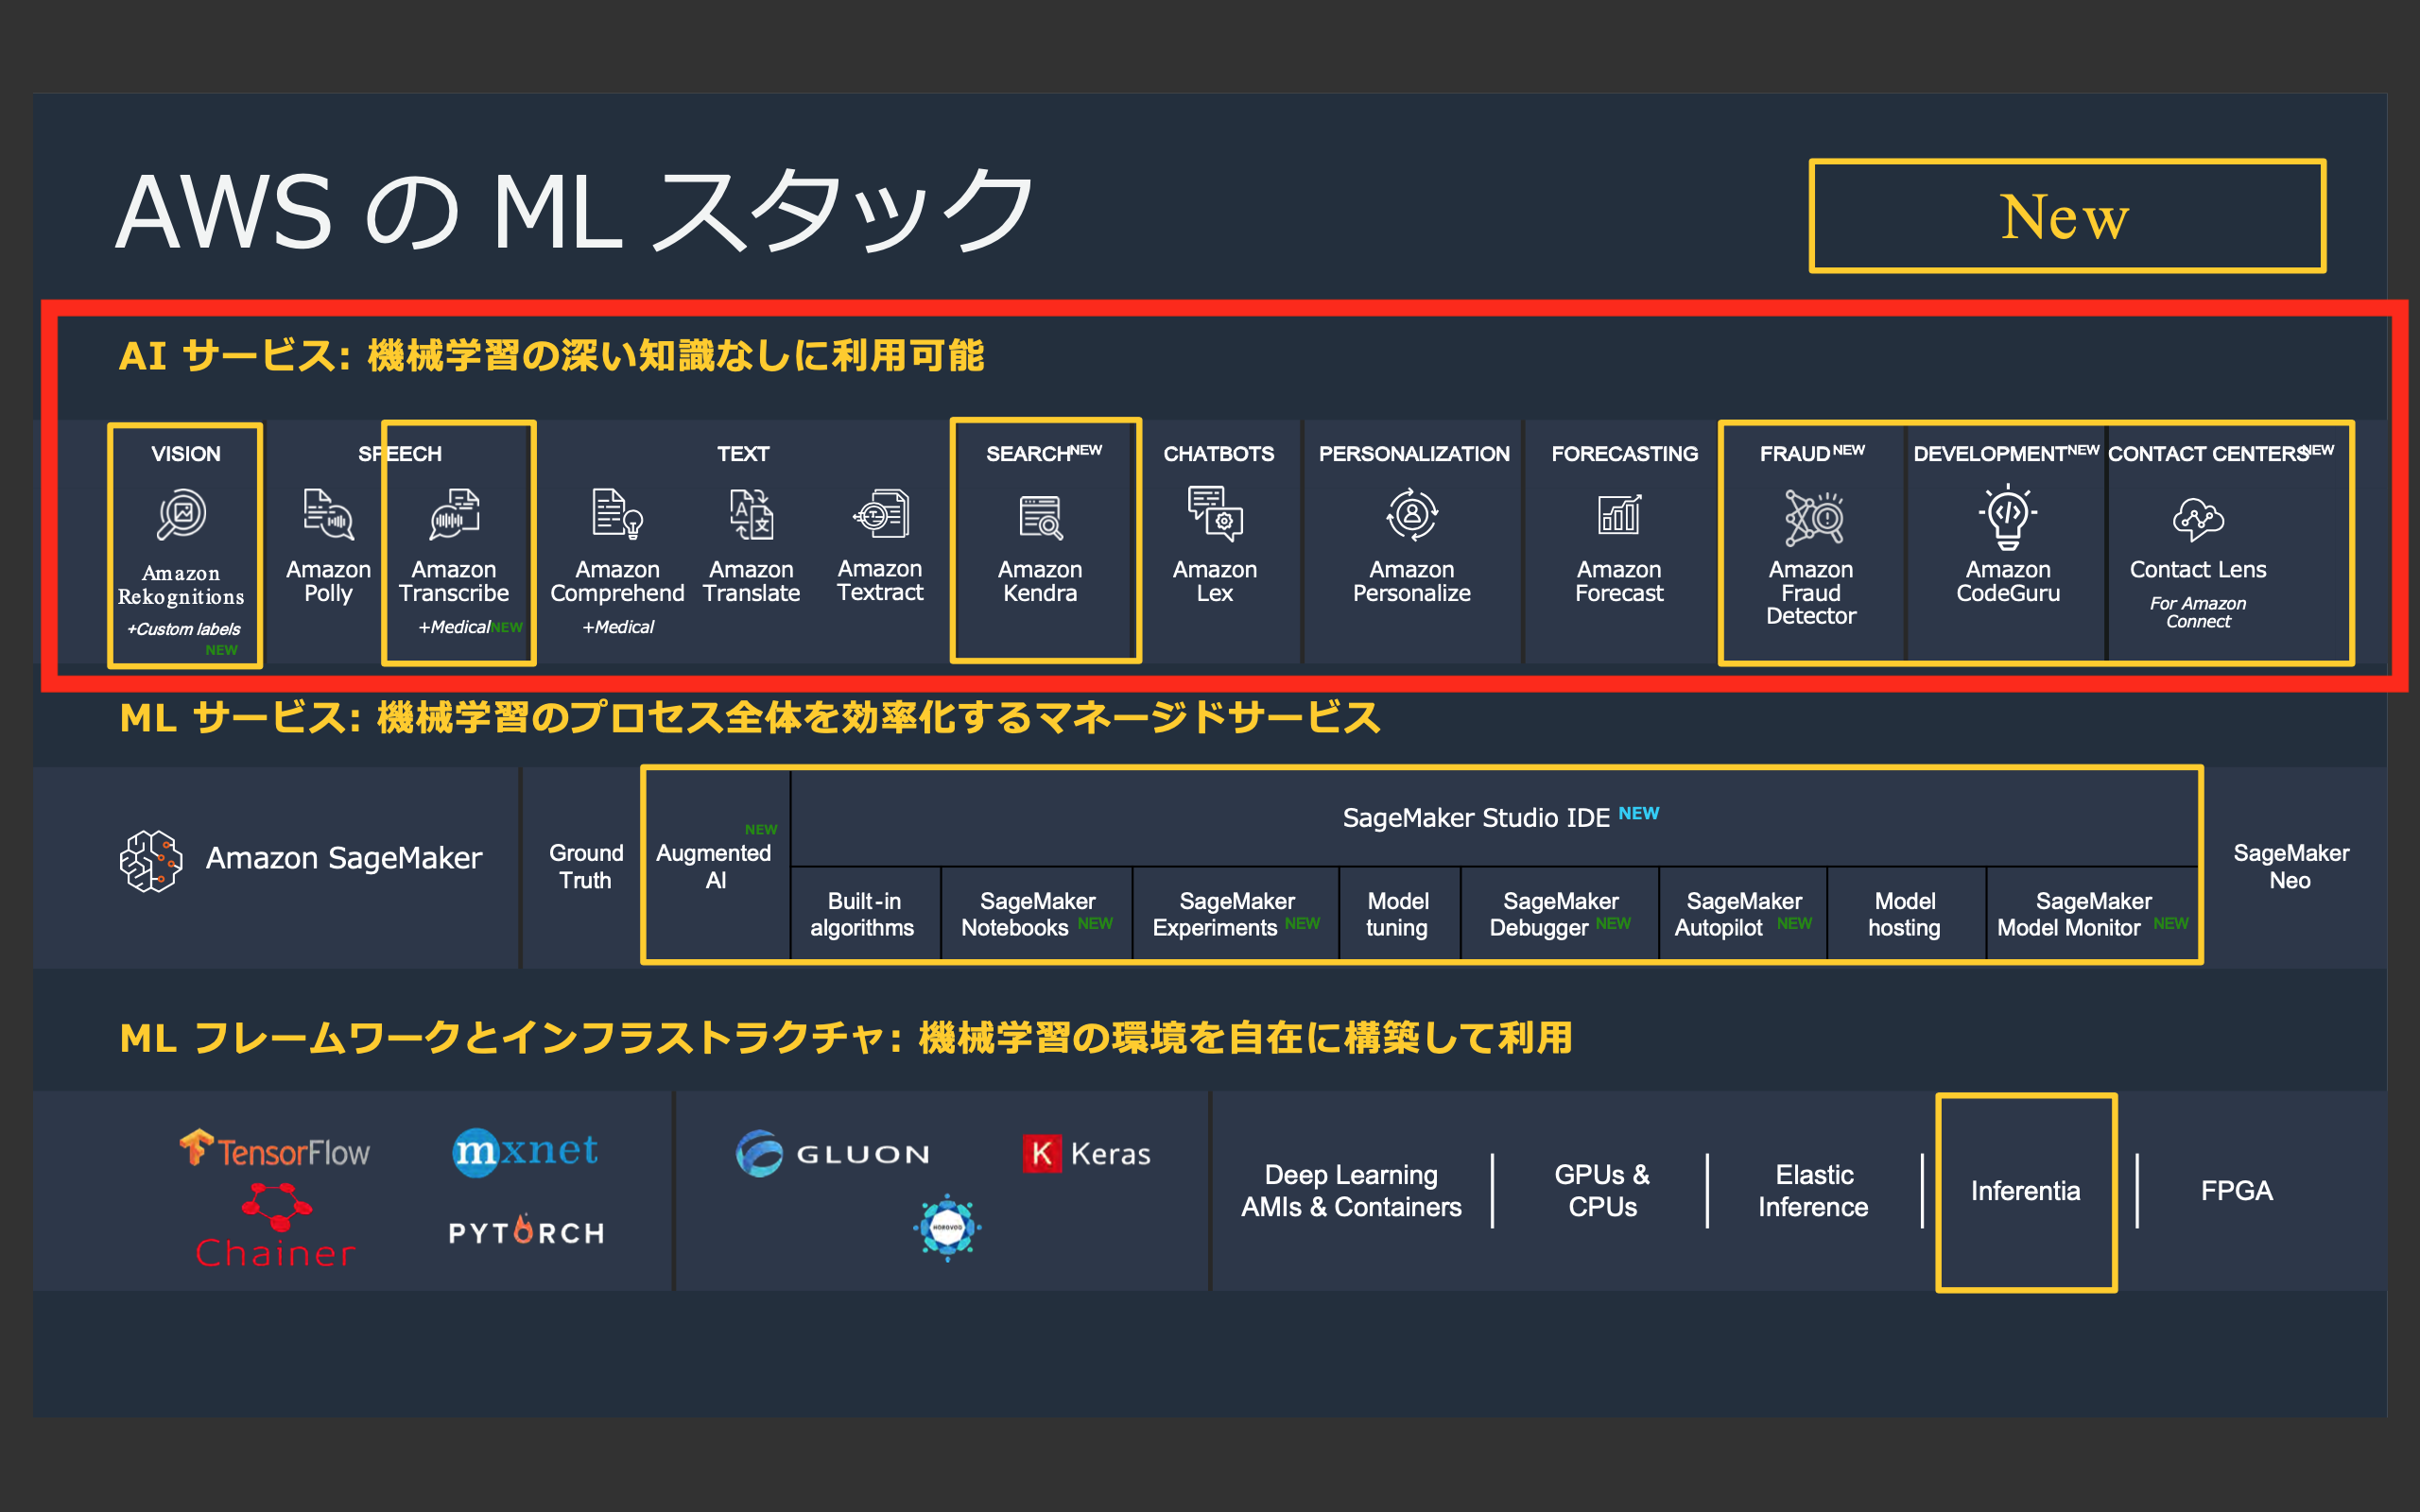 AWS の ML スタック
New
AI サービス: 機械学習の深い知識なしに利用可能
VISION
SPEECH
TEXT
SEARCH NEW
CHATBOTS
PERSONALIZATION
FORECASTING
FRAUD NEW
DEVELOPMENT NEW
CONTACT CENTERS NEW
Amazon
Rekognitions
+Custom labels
NEW
Amazon
Polly
Amazon
Transcribe
+Medical NEW
Amazon
Comprehend
+Medical
Amazon
Translate
Amazon
Textract
Amazon
Kendra
Amazon
Lex
Amazon
Personalize
Amazon
Forecast
Amazon
Fraud
Detector
Amazon
CodeGuru
Contact Lens
For Amazon
Connect
ML サービス: 機械学習のプロセス全体を効率化するマネージドサービス
Amazon SageMaker
Ground
Truth
NEW
Augmented
AI
SageMaker Studio IDE NEW
Built-in
algorithms
SageMaker
Notebooks NEW
SageMaker
Experiments NEW
Model
tuning
SageMaker
Debugger NEW
SageMaker
Autopilot NEW
Model
hosting
SageMaker
Model Monitor NEW
SageMaker
Neo
ML フレームワークとインフラストラクチャ: 機械学習の環境を自在に構築して利用
TensorFlow
mxnet
Chainer
PYTORCH
GLUON
K Keras
HOROVOD
Deep Learning
AMIs & Containers
GPUs &
CPUs
Elastic
Inference
Inferentia
FPGA